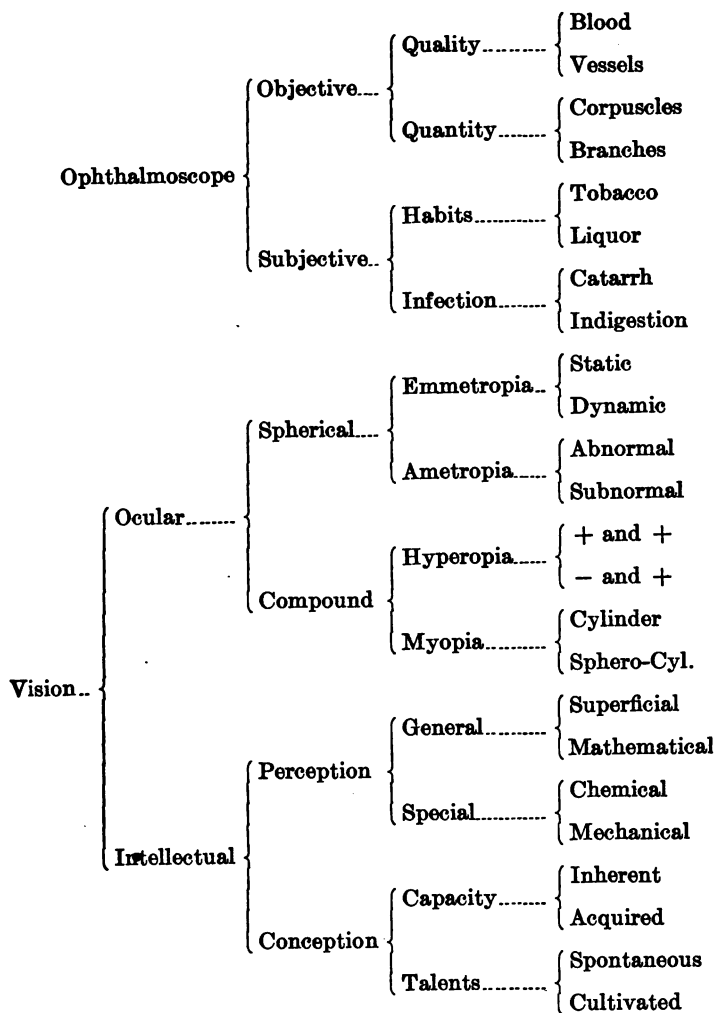 Blood
Quality
Vessels
Objective
Corpuscles
Quantity
Branches
Ophthalmoscope
Tobacco
Habits
Liquor
Subjective
Catarrh
Infection
Indigestion
Static
Emmetropia
Dynamic
Spherical
Abnormal
Ametropia
Subnormal
Ocular
+ and +
Hyperopia
− and +
Compound
Cylinder
Myopia
Sphero-Cyl.
Vision
Superficial
General
Mathematical
Perception
Chemical
Special
Mechanical
Intellectual
Inherent
Capacity
Acquired
Conception
Spontaneous
Talents
Cultivated